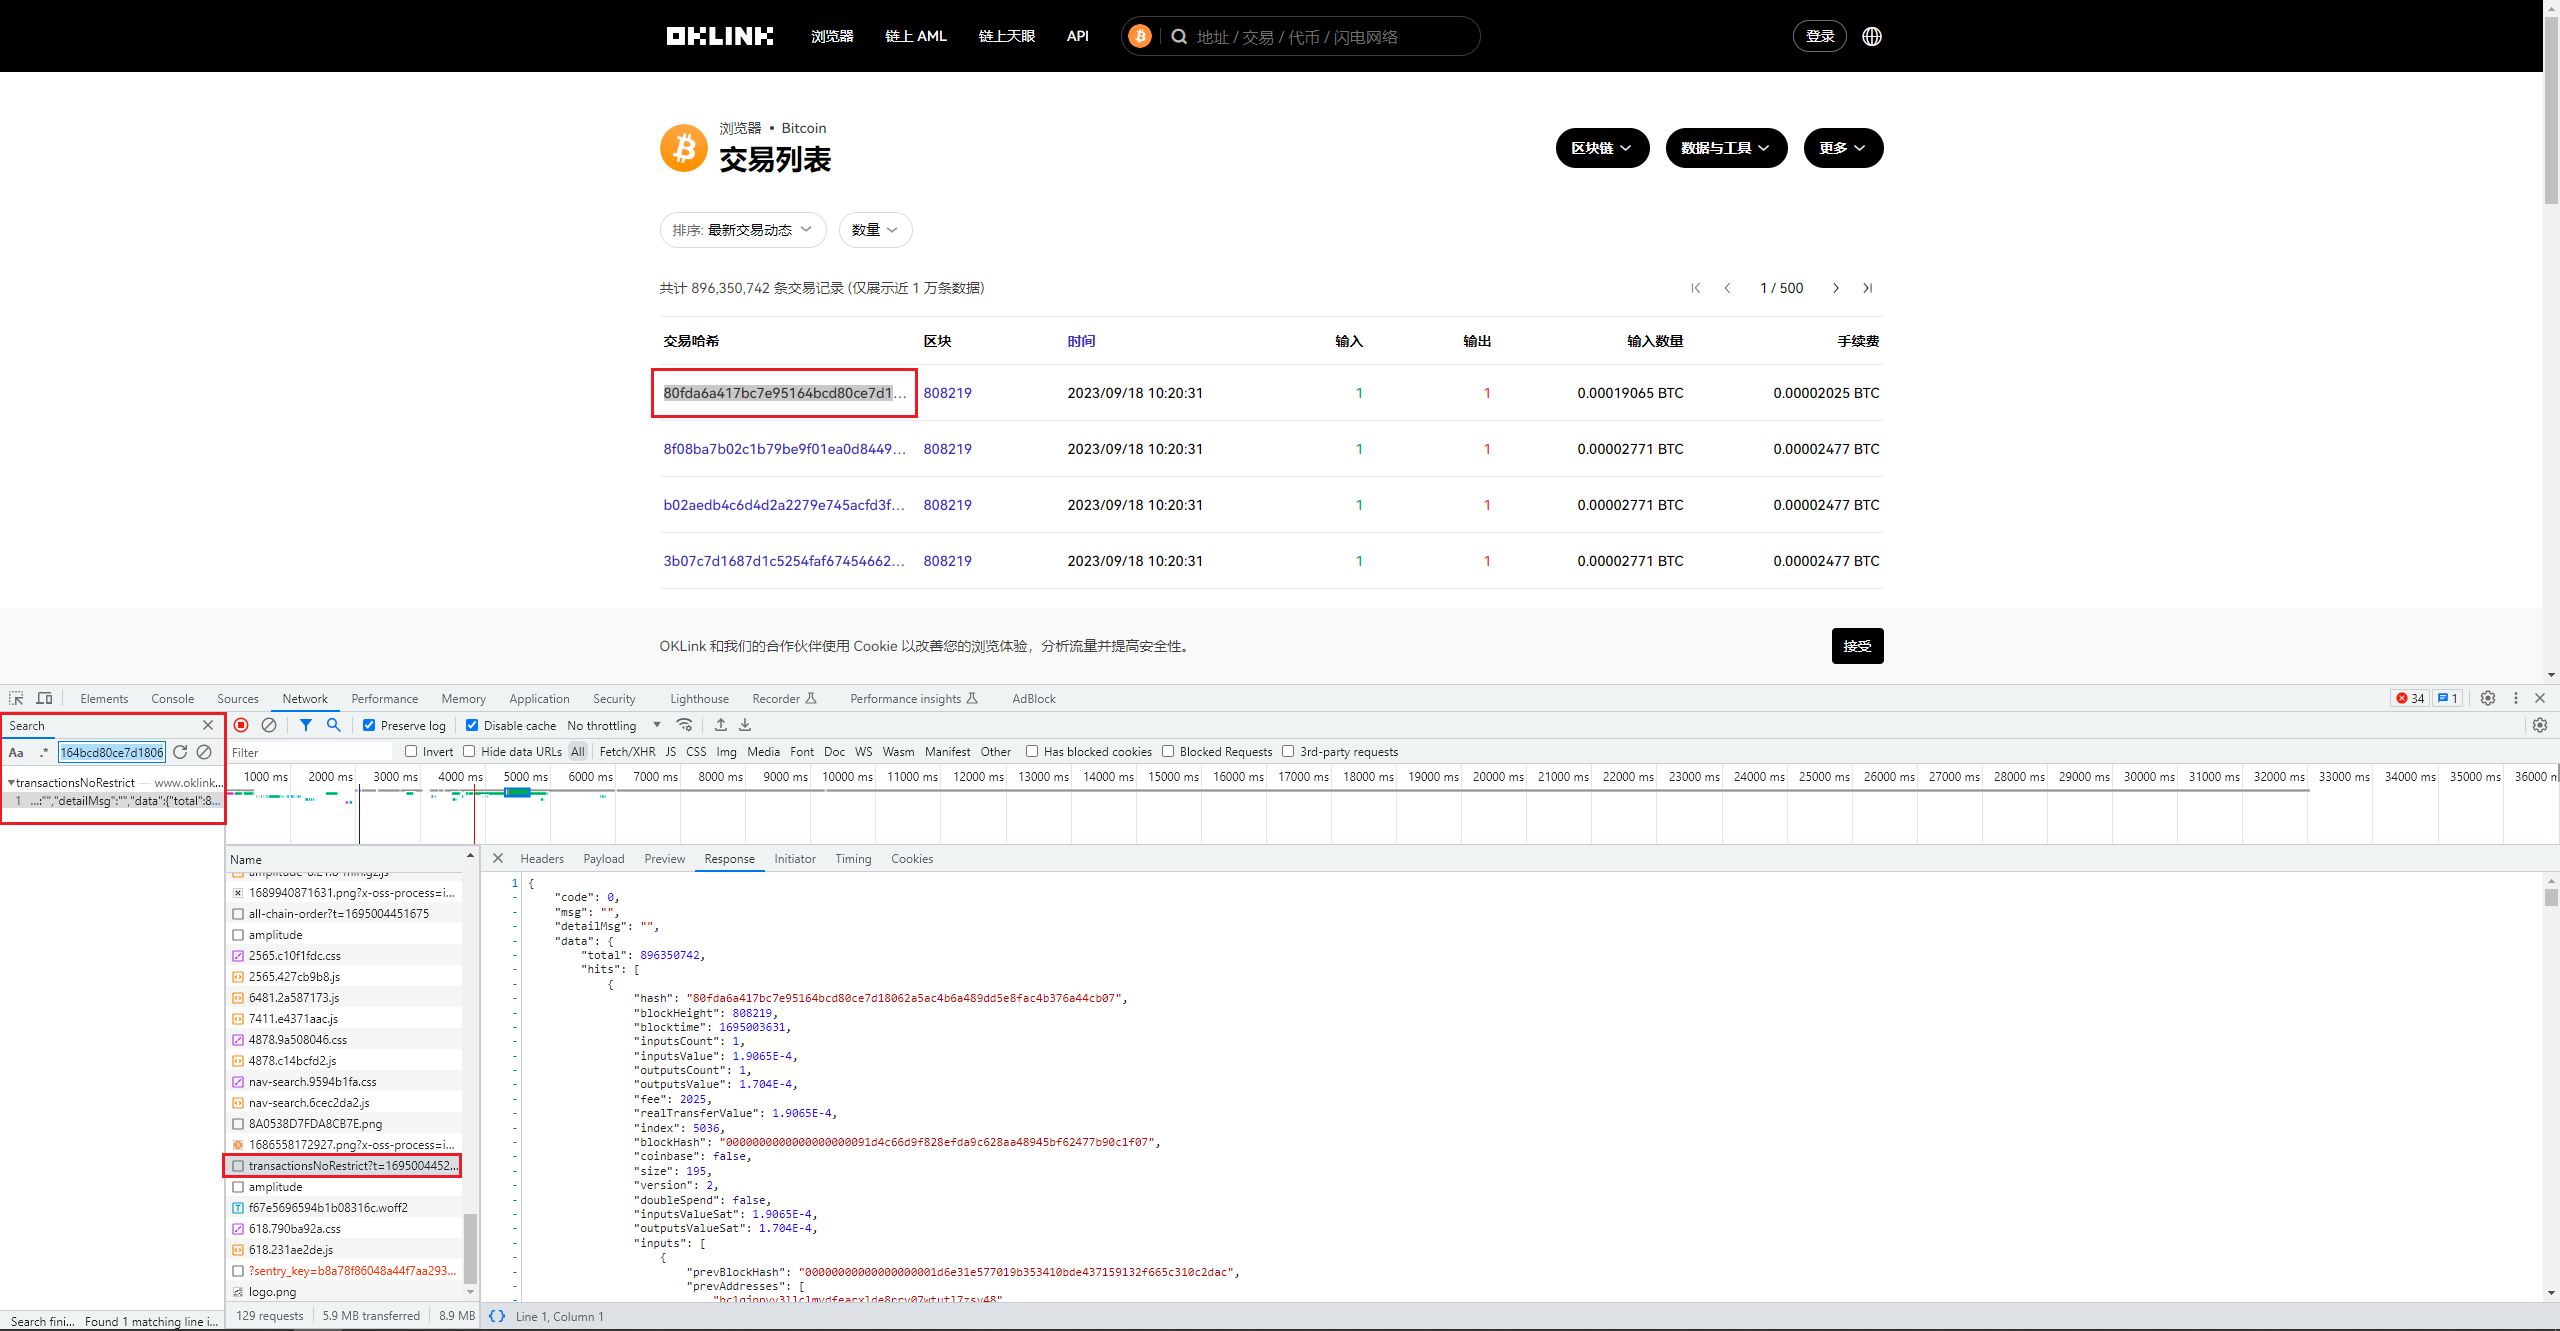 OKLINK 浏览器 链上 AML 链上天眼 API 地址 / 交易 / 代币 / 闪电网络 登录
浏览器 • Bitcoin
交易列表
区块链 数据与工具 更多
排序: 最新交易动态 数量
共计 896,350,742 条交易记录 (仅展示近 1 万条数据) 1 / 500
交易哈希 区块 时间 输入 输出 输入数量 手续费
80fda6a417bc7e95164bcd80ce7d1... 808219 2023/09/18 10:20:31 1 1 0.00019065 BTC 0.00002025 BTC
8f08ba7b02c1b79be9f01ea0d8449... 808219 2023/09/18 10:20:31 1 1 0.00002771 BTC 0.00002477 BTC
b02aedb4c6d4d2a2279e745acfd3f... 808219 2023/09/18 10:20:31 1 1 0.00002771 BTC 0.00002477 BTC
3b07c7d1687d1c5254faf67454662... 808219 2023/09/18 10:20:31 1 1 0.00002771 BTC 0.00002477 BTC
OKLink 和我们的合作伙伴使用 Cookie 以改善您的浏览体验，分析流量并提高安全性。 接受
Elements Console Sources Network Performance Memory Application Security Lighthouse Recorder Performance insights AdBlock 34 1
Search Preserve log Disable cache No throttling
Aa .* 164bcd80ce7d1806 Filter Invert Hide data URLs All Fetch/XHR JS CSS Img Media Font Doc WS Wasm Manifest Other Has blocked cookies Blocked Requests 3rd-party requests
transactionsNoRestrict — www.oklink...
1 ...:"","detailMsg":"","data":{"total":8...
1000 ms 2000 ms 3000 ms 4000 ms 5000 ms 6000 ms 7000 ms 8000 ms 9000 ms 10000 ms 11000 ms 12000 ms 13000 ms 14000 ms 15000 ms 16000 ms 17000 ms 18000 ms 19000 ms 20000 ms 21000 ms 22000 ms 23000 ms 24000 ms 25000 ms 26000 ms 27000 ms 28000 ms 29000 ms 30000 ms 31000 ms 32000 ms 33000 ms 34000 ms 35000 ms 36000 m
Name
amplitude-8.21.8-min.gz.js
1689940871631.png?x-oss-process=i...
all-chain-order?t=1695004451675
amplitude
2565.c10f1fdc.css
2565.427cb9b8.js
6481.2a587173.js
7411.e4371aac.js
4878.9a508046.css
4878.c14bcfd2.js
nav-search.9594b1fa.css
nav-search.6cec2da2.js
8A0538D7FDA8CB7E.png
1686558172927.png?x-oss-process=i...
transactionsNoRestrict?t=1695004452...
amplitude
f67e5696594b1b08316c.woff2
618.790ba92a.css
618.231ae2de.js
?sentry_key=b8a78f86048a44f7aa293...
logo.png
Headers Payload Preview Response Initiator Timing Cookies
1 {
"code": 0,
"msg": "",
"detailMsg": "",
"data": {
"total": 896350742,
"hits": [
{
"hash": "80fda6a417bc7e95164bcd80ce7d18062a5ac4b6a489dd5e8fac4b376a44cb07",
"blockHeight": 808219,
"blocktime": 1695003631,
"inputsCount": 1,
"inputsValue": 1.9065E-4,
"outputsCount": 1,
"outputsValue": 1.704E-4,
"fee": 2025,
"realTransferValue": 1.9065E-4,
"index": 5036,
"blockHash": "0000000000000000000091d4c66d9f828efda9c628aa48945bf62477b90c1f07",
"coinbase": false,
"size": 195,
"version": 2,
"doubleSpend": false,
"inputsValueSat": 1.9065E-4,
"outputsValueSat": 1.704E-4,
"inputs": [
{
"prevBlockHash": "00000000000000000001d6e31e577019b353410bde437159132f665c310c2dac",
"prevAddresses": [
Search fini... Found 1 matching line i... 129 requests 5.9 MB transferred 8.9 MB {} Line 1, Column 1